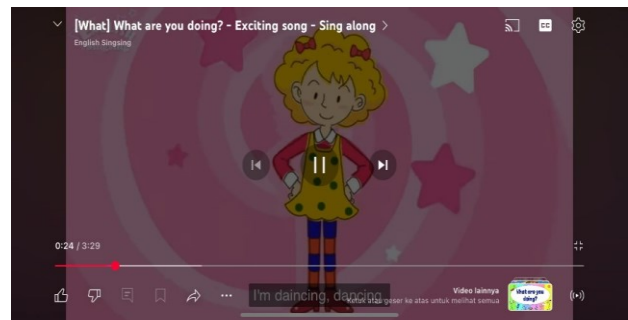 [What] What are you doing? - Exciting song - Sing along
English Singsing
CC
0:24 / 3:29
Video lainnya
I'm daincing, dancing
Ketuk atau geser ke atas untuk melihat semua
What are you
doing?